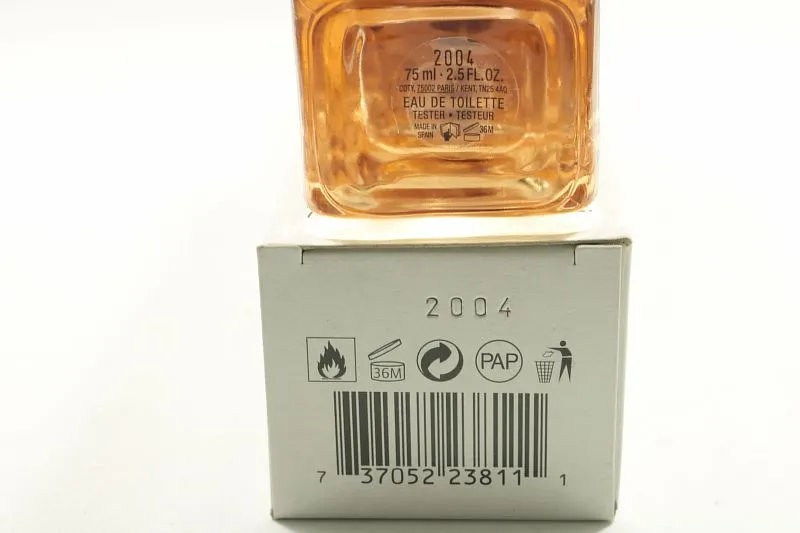 2004
75 ml · 2.5 FL.OZ.
COTY, 75002 PARIS / KENT, TN25 4AQ
EAU DE TOILETTE
TESTER • TESTEUR
MADE IN
SPAIN
36M
2004
36M
PAP
7 37052 23811 1